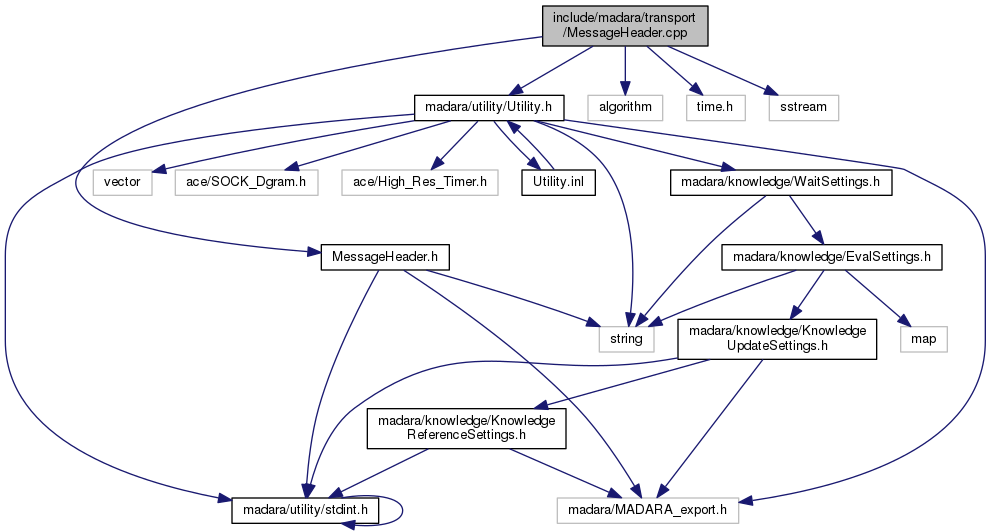 include/madara/transport
/MessageHeader.cpp
madara/utility/Utility.h
algorithm
time.h
sstream
vector
ace/SOCK_Dgram.h
ace/High_Res_Timer.h
Utility.inl
madara/knowledge/WaitSettings.h
MessageHeader.h
madara/knowledge/EvalSettings.h
string
madara/knowledge/Knowledge
UpdateSettings.h
map
madara/knowledge/Knowledge
ReferenceSettings.h
madara/utility/stdint.h
madara/MADARA_export.h